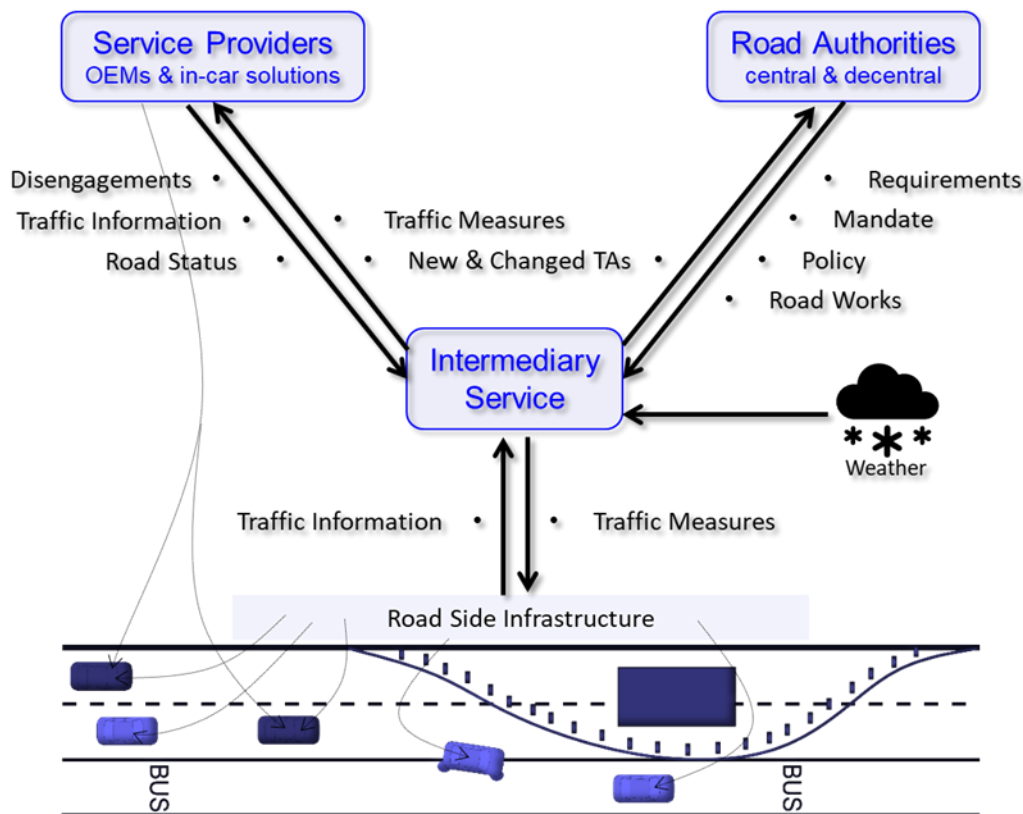 Service Providers
OEMs & in-car solutions
Road Authorities
central & decentral
Disengagements •
Traffic Information •
Road Status •
• Traffic Measures
• New & Changed TAs •
• Requirements
• Mandate
• Policy
• Road Works
Intermediary
Service
Weather
Traffic Information •
• Traffic Measures
Road Side Infrastructure
BUS
BUS